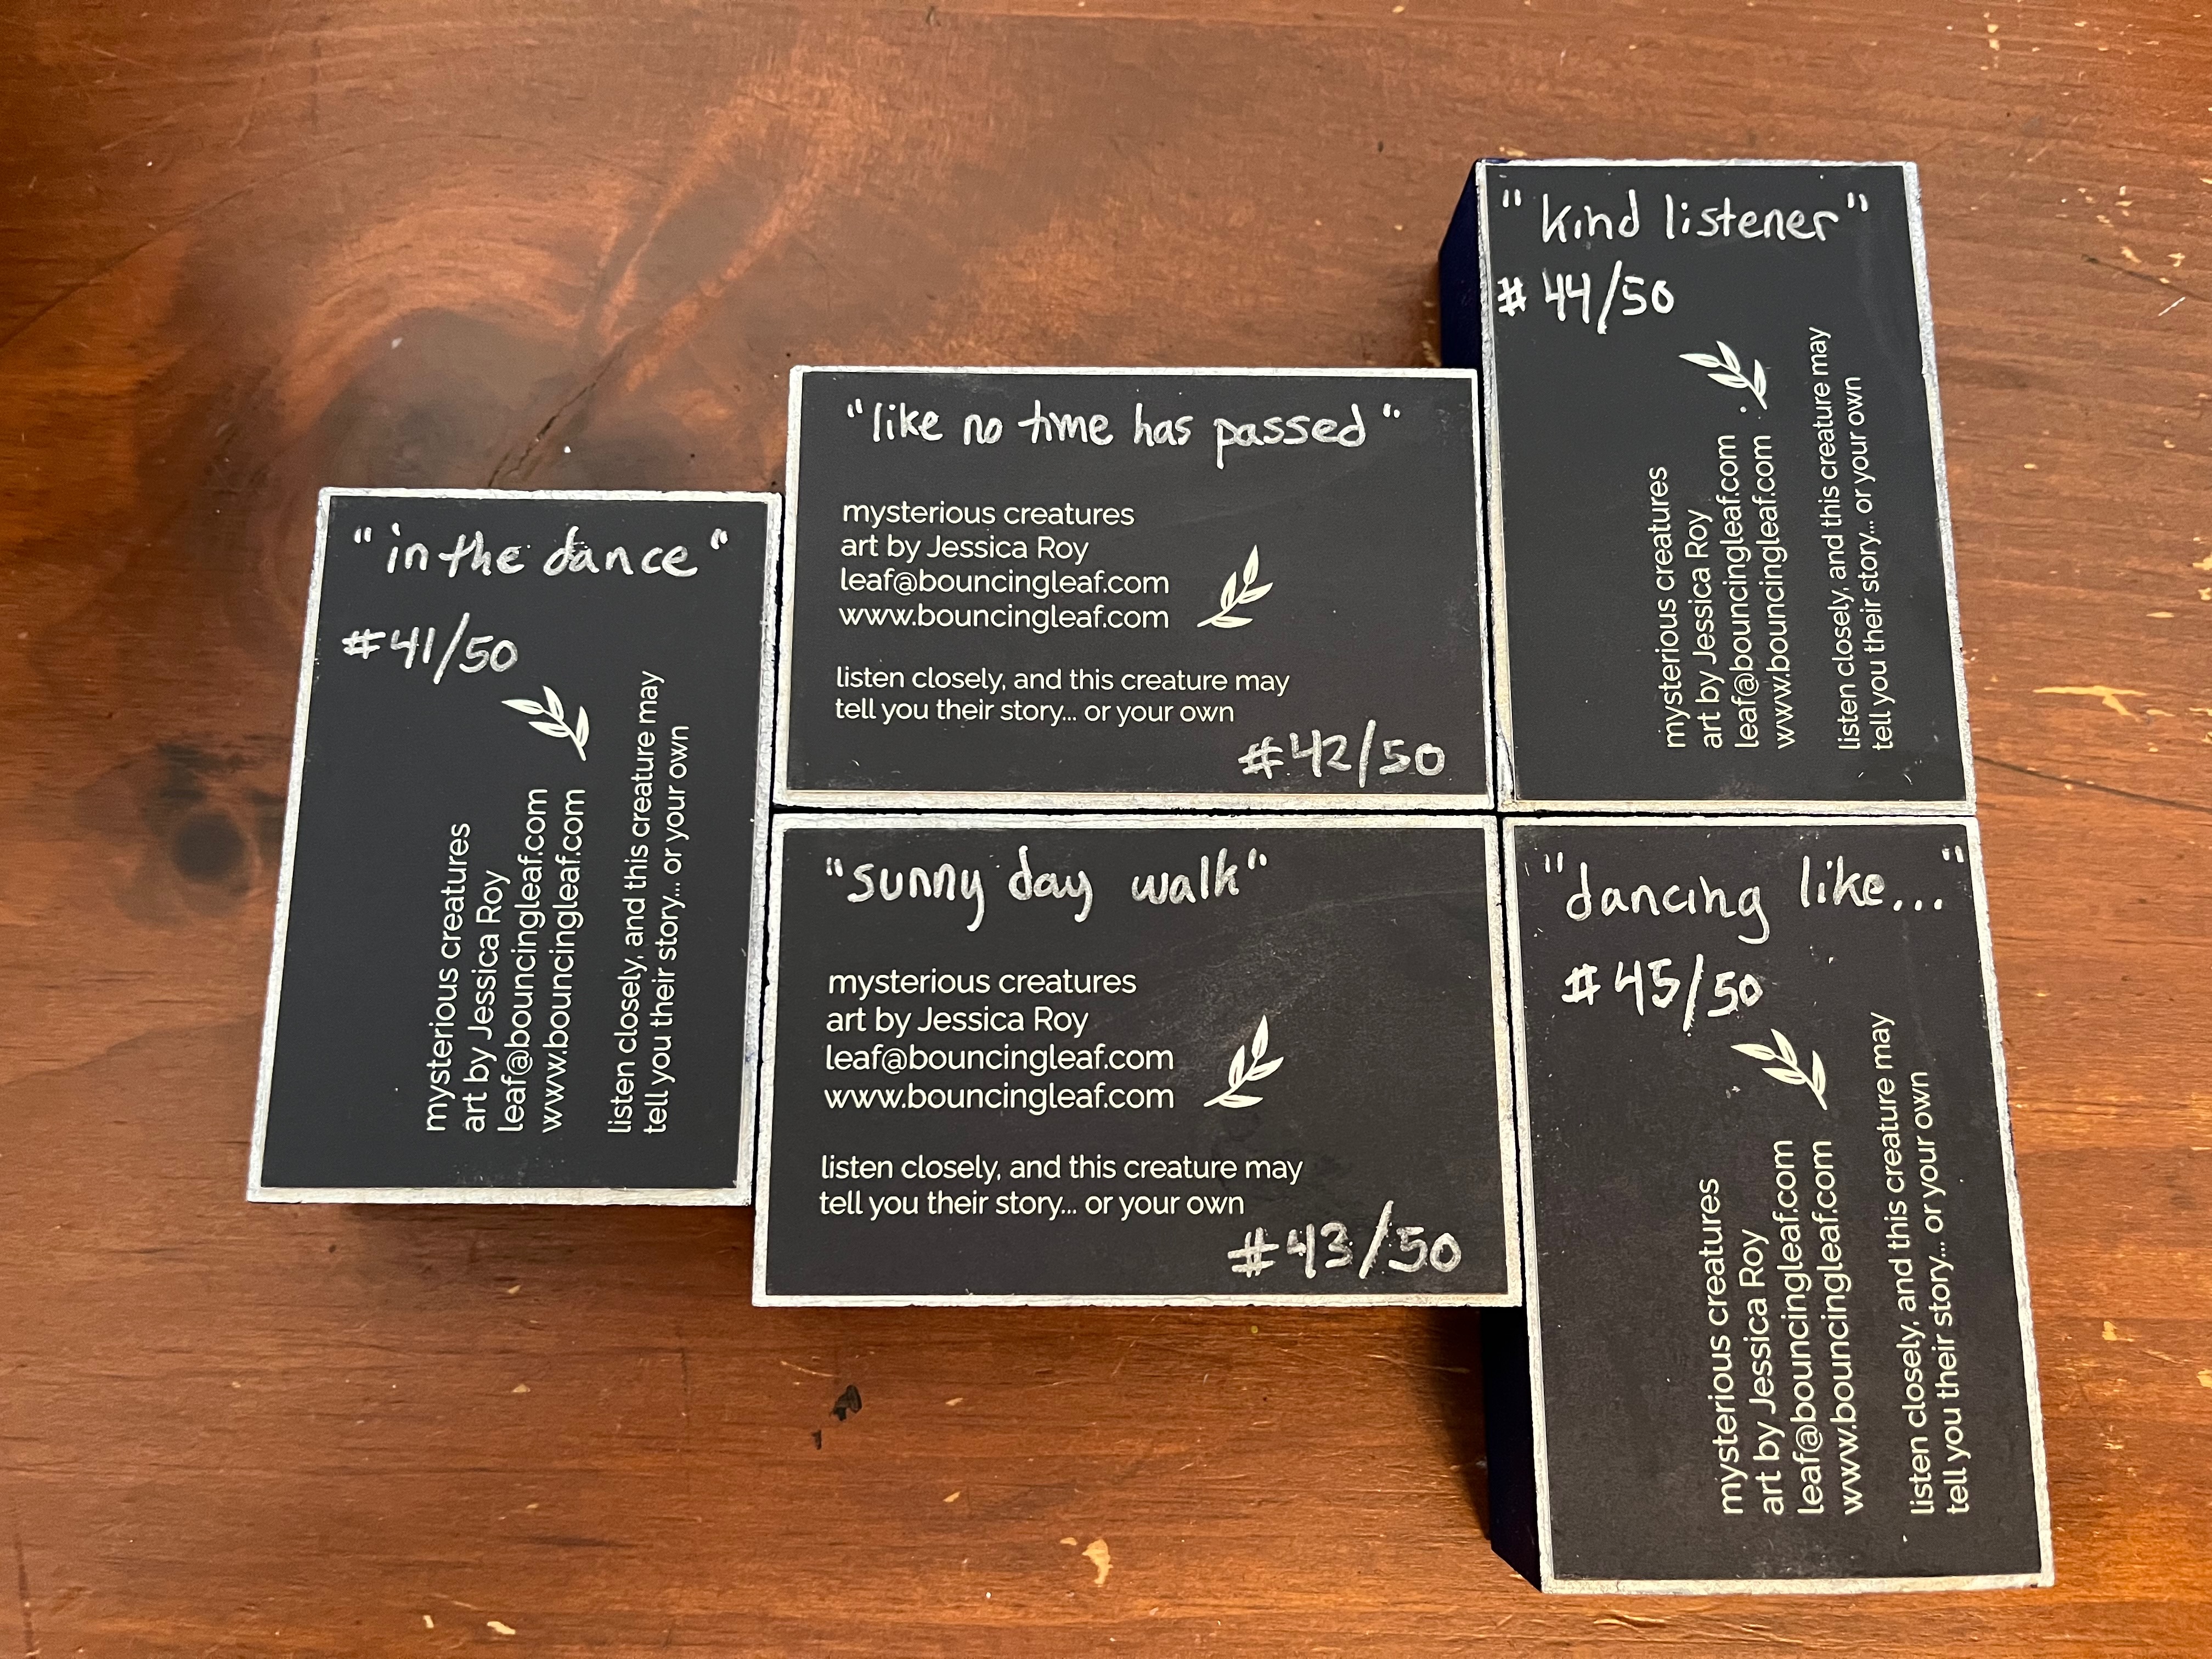 "in the dance"
#41/50
mysterious creatures
art by Jessica Roy
leaf@bouncingleaf.com
www.bouncingleaf.com
listen closely, and this creature may
tell you their story... or your own
"like no time has passed"
mysterious creatures
art by Jessica Roy
leaf@bouncingleaf.com
www.bouncingleaf.com
listen closely, and this creature may
tell you their story... or your own
#42/50
"sunny day walk"
mysterious creatures
art by Jessica Roy
leaf@bouncingleaf.com
www.bouncingleaf.com
listen closely, and this creature may
tell you their story... or your own
#43/50
"kind listener"
#44/50
mysterious creatures
art by Jessica Roy
leaf@bouncingleaf.com
www.bouncingleaf.com
listen closely, and this creature may
tell you their story... or your own
"dancing like..."
#45/50
mysterious creatures
art by Jessica Roy
leaf@bouncingleaf.com
www.bouncingleaf.com
listen closely, and this creature may
tell you their story... or your own